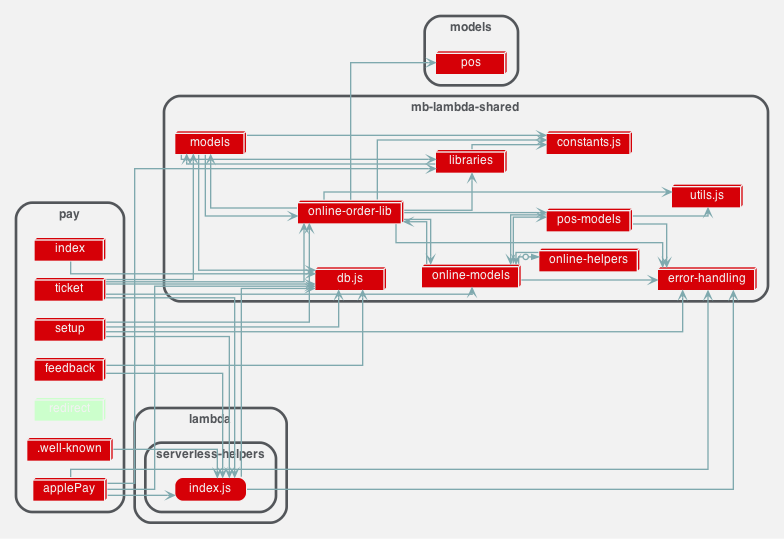 models
pos
mb-lambda-shared
models
constants.js
libraries
utils.js
online-order-lib
pos-models
online-helpers
db.js
online-models
error-handling
pay
index
ticket
setup
feedback
.well-known
applePay
lambda
serverless-helpers
index.js